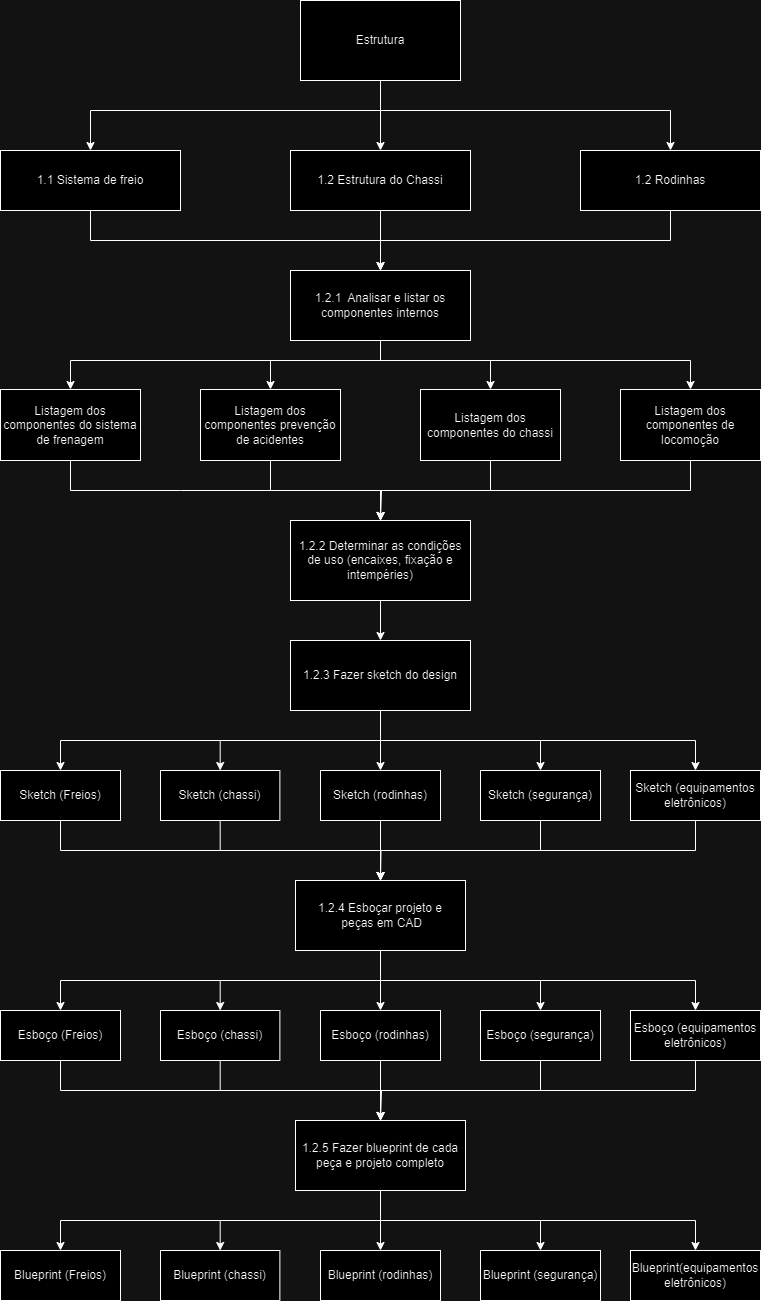 Estrutura
1.1 Sistema de freio
1.2 Estrutura do Chassi
1.2 Rodinhas
1.2.1 Analisar e listar os
componentes internos
Listagem dos
componentes do sistema
de frenagem
Listagem dos
componentes prevenção
de acidentes
Listagem dos
componentes do chassi
Listagem dos
componentes de
locomoção
1.2.2 Determinar as condições
de uso (encaixes, fixação e
intempéries)
1.2.3 Fazer sketch do design
Sketch (Freios)
Sketch (chassi)
Sketch (rodinhas)
Sketch (segurança)
Sketch (equipamentos
eletrônicos)
1.2.4 Esboçar projeto e
peças em CAD
Esboço (Freios)
Esboço (chassi)
Esboço (rodinhas)
Esboço (segurança)
Esboço (equipamentos
eletrônicos)
1.2.5 Fazer blueprint de cada
peça e projeto completo
Blueprint (Freios)
Blueprint (chassi)
Blueprint (rodinhas)
Blueprint (segurança)
Blueprint(equipamentos
eletrônicos)